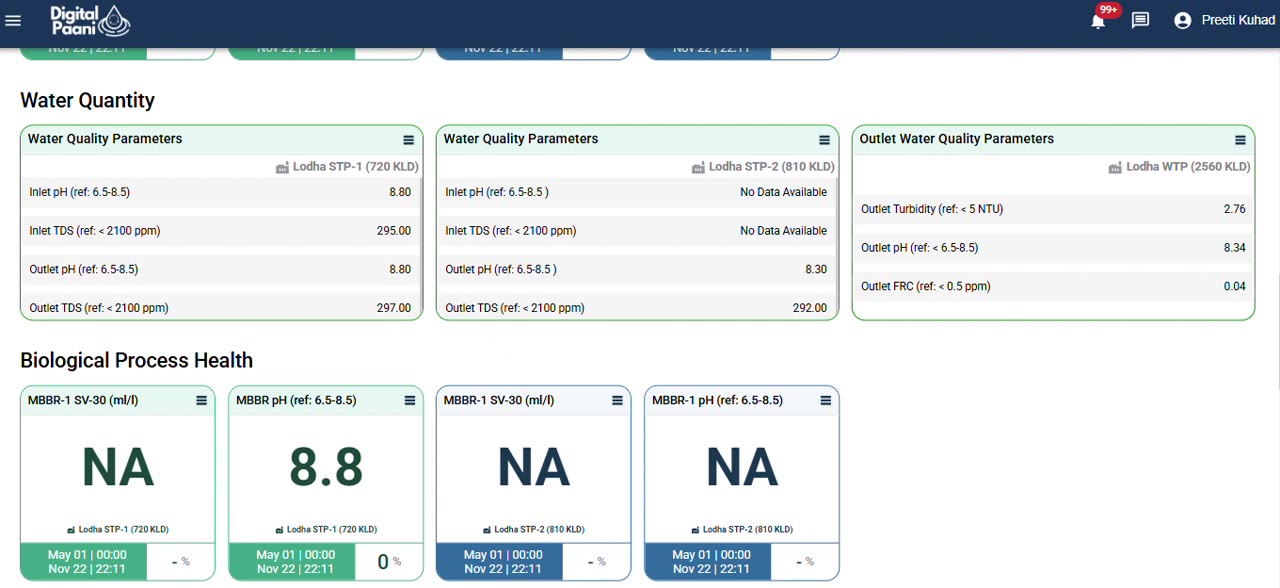 Digital
Paani
99+
Preeti Kuhad
Nov 22 | 22:11
Nov 22 | 22:11
Nov 22 | 22:11
Nov 22 | 22:11
Water Quantity
Water Quality Parameters
Lodha STP-1 (720 KLD)
Inlet pH (ref: 6.5-8.5) 8.80
Inlet TDS (ref: < 2100 ppm) 295.00
Outlet pH (ref: 6.5-8.5) 8.80
Outlet TDS (ref: < 2100 ppm) 297.00
Water Quality Parameters
Lodha STP-2 (810 KLD)
Inlet pH (ref: 6.5-8.5 ) No Data Available
Inlet TDS (ref: < 2100 ppm) No Data Available
Outlet pH (ref: 6.5-8.5 ) 8.30
Outlet TDS (ref: < 2100 ppm) 292.00
Outlet Water Quality Parameters
Lodha WTP (2560 KLD)
Outlet Turbidity (ref: < 5 NTU) 2.76
Outlet pH (ref: < 6.5-8.5) 8.34
Outlet FRC (ref: < 0.5 ppm) 0.04
Biological Process Health
MBBR-1 SV-30 (ml/l)
NA
Lodha STP-1 (720 KLD)
May 01 | 00:00
Nov 22 | 22:11
- %
MBBR pH (ref: 6.5-8.5)
8.8
Lodha STP-1 (720 KLD)
May 01 | 00:00
Nov 22 | 22:11
0 %
MBBR-1 SV-30 (ml/l)
NA
Lodha STP-2 (810 KLD)
May 01 | 00:00
Nov 22 | 22:11
- %
MBBR-1 pH (ref: 6.5-8.5)
NA
Lodha STP-2 (810 KLD)
May 01 | 00:00
Nov 22 | 22:11
- %